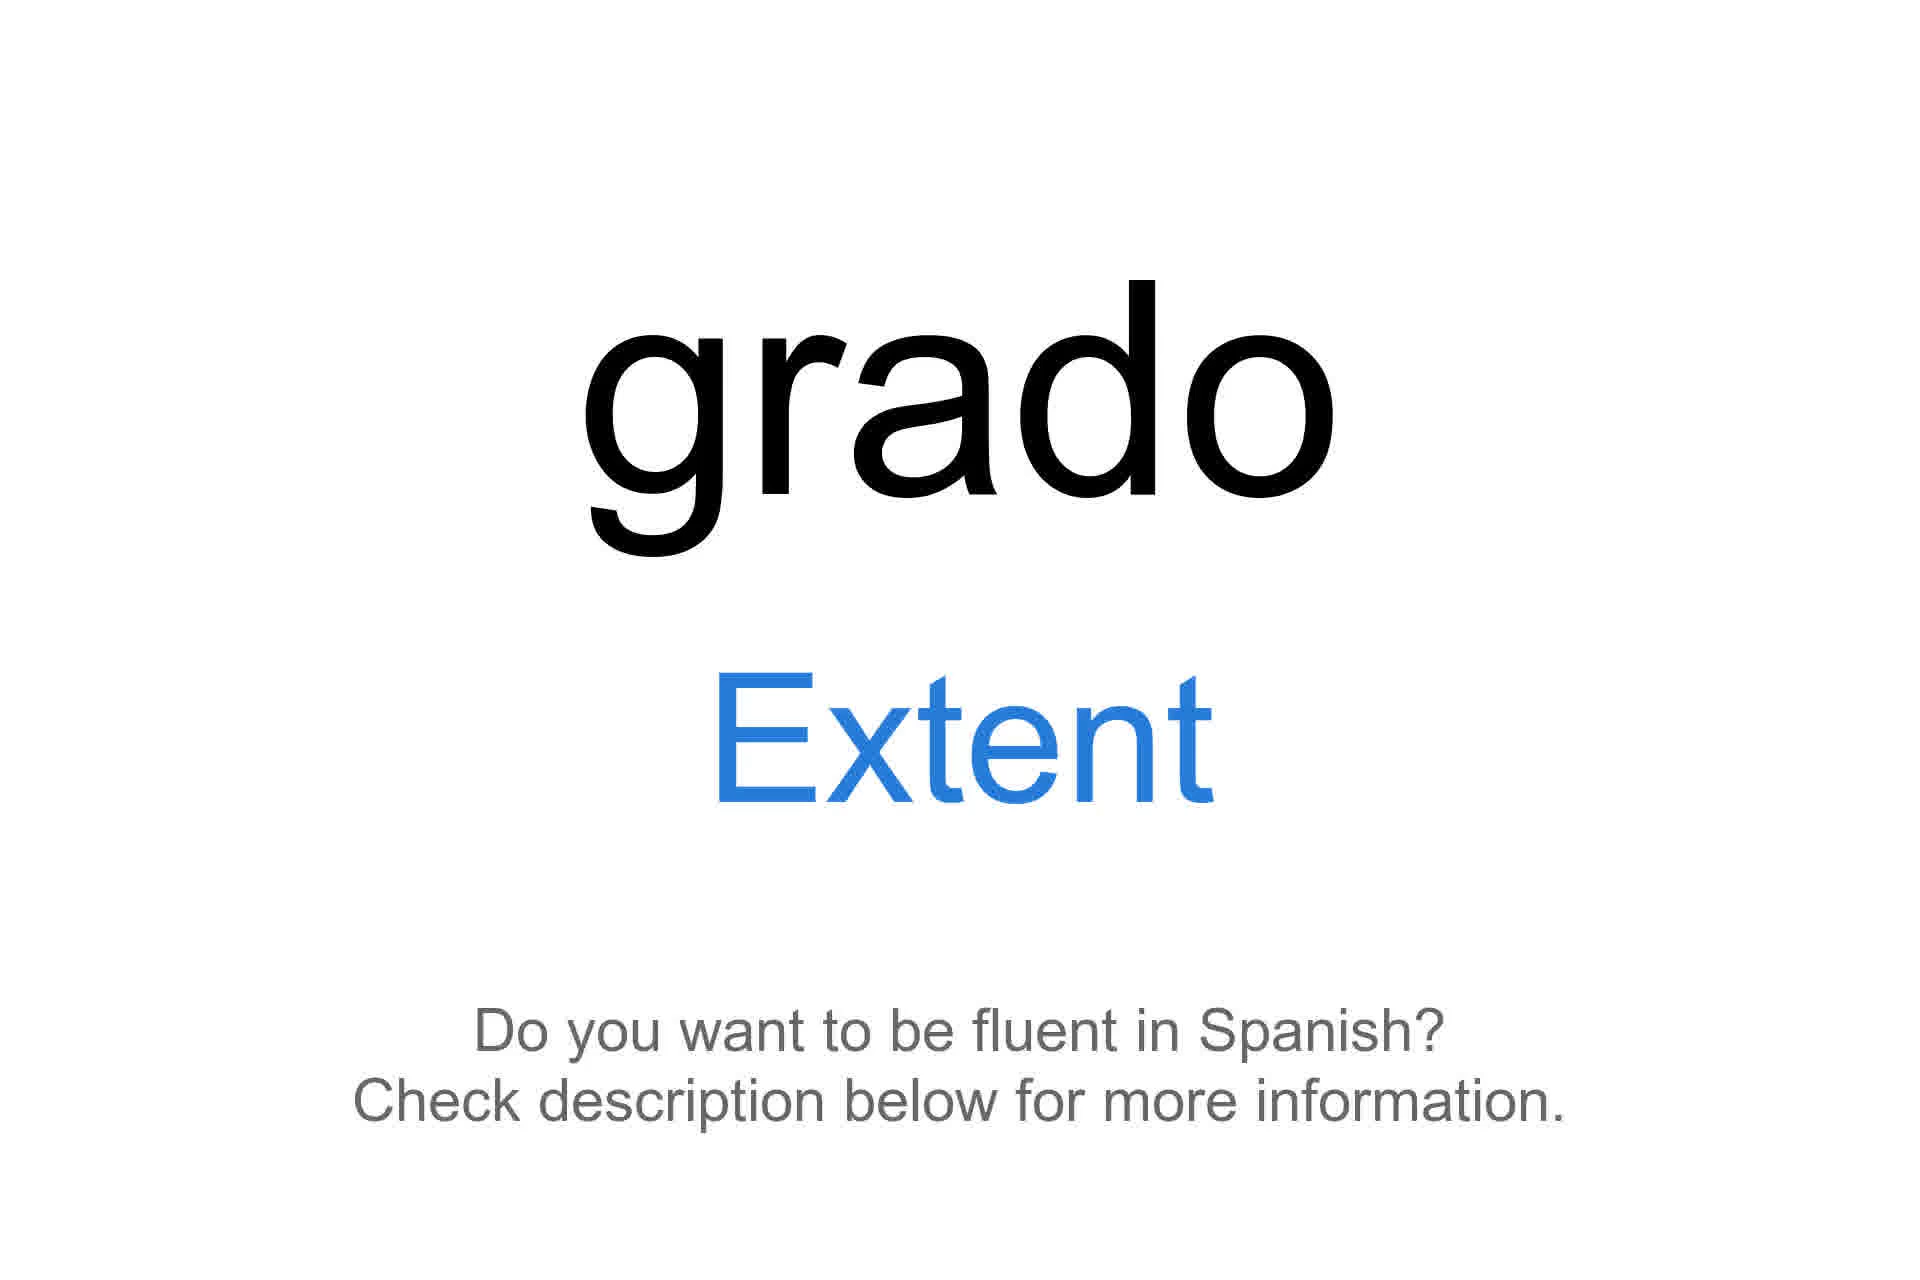 grado
Extent
Do you want to be fluent in Spanish?
Check description below for more information.